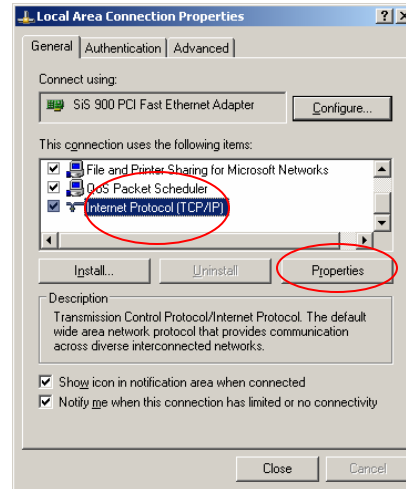 Local Area Connection Properties
General Authentication Advanced
Connect using:
SiS 900 PCI Fast Ethernet Adapter Configure...
This connection uses the following items:
File and Printer Sharing for Microsoft Networks
QoS Packet Scheduler
Internet Protocol (TCP/IP)
Install... Uninstall Properties
Description
Transmission Control Protocol/Internet Protocol. The default
wide area network protocol that provides communication
across diverse interconnected networks.
Show icon in notification area when connected
Notify me when this connection has limited or no connectivity
Close Cancel